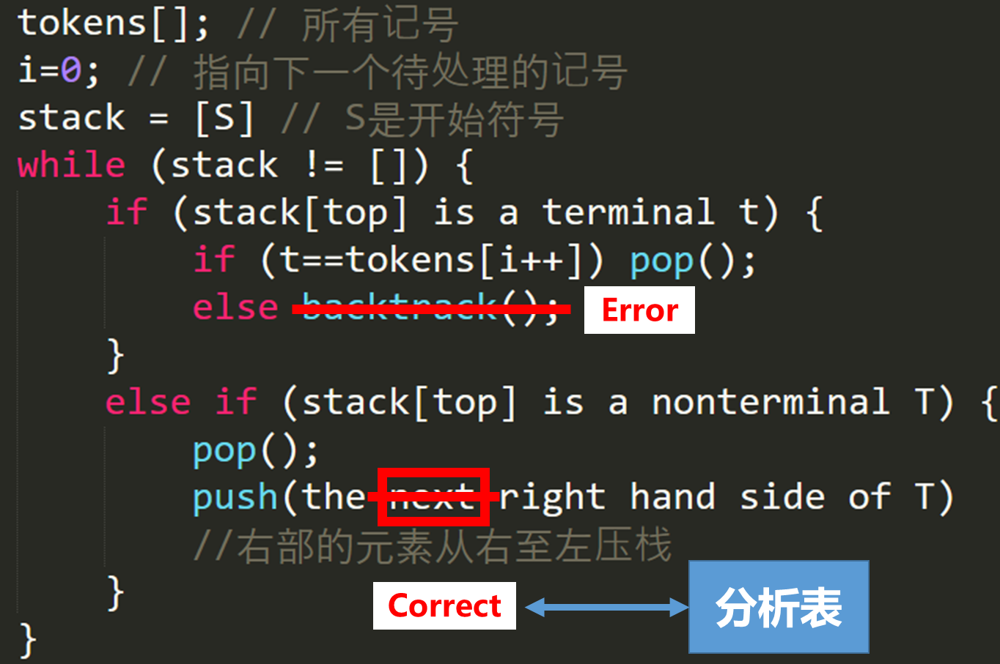 tokens[]; // 所有记号
i=0; // 指向下一个待处理的记号
stack = [S] // S是开始符号
while (stack != []) {
if (stack[top] is a terminal t) {
if (t==tokens[i++]) pop();
else backtrack(); Error
}
else if (stack[top] is a nonterminal T) {
pop();
push(the next right hand side of T)
//右部的元素从右至左压栈
}
Correct 分析表
}